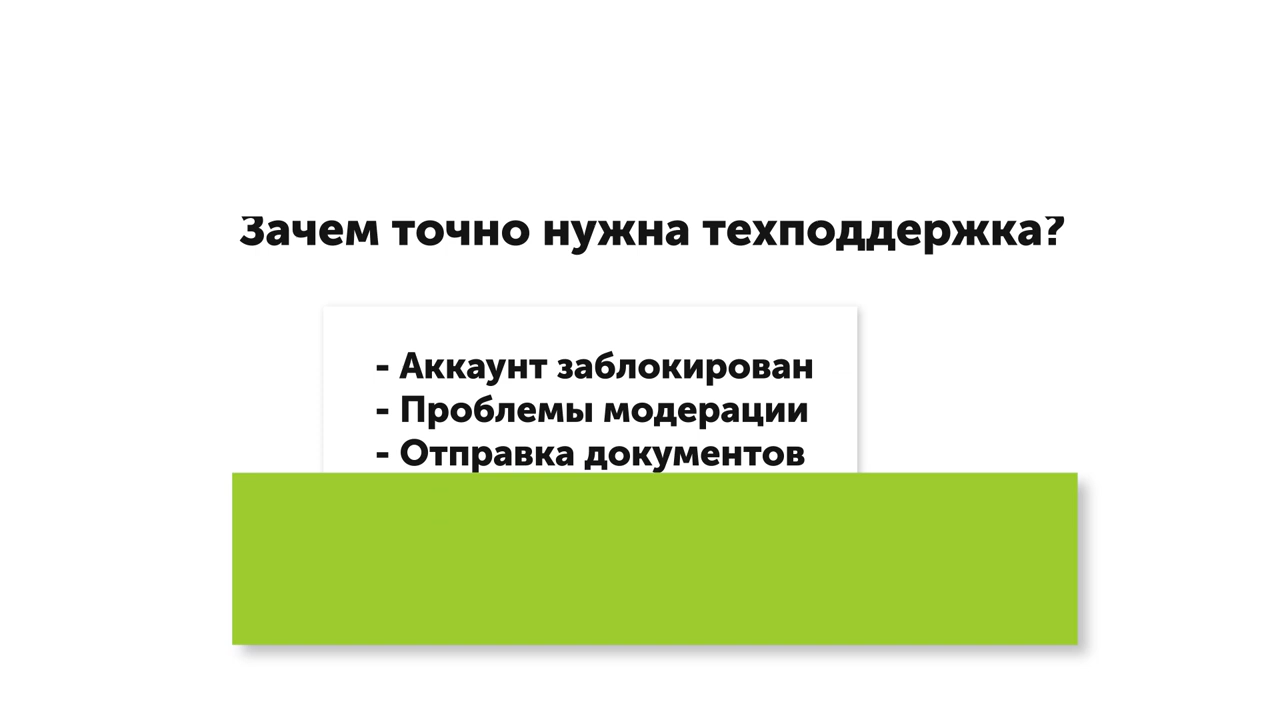 Зачем точно нужна техподдержка?
- Аккаунт заблокирован
- Проблемы модерации
- Отправка документов